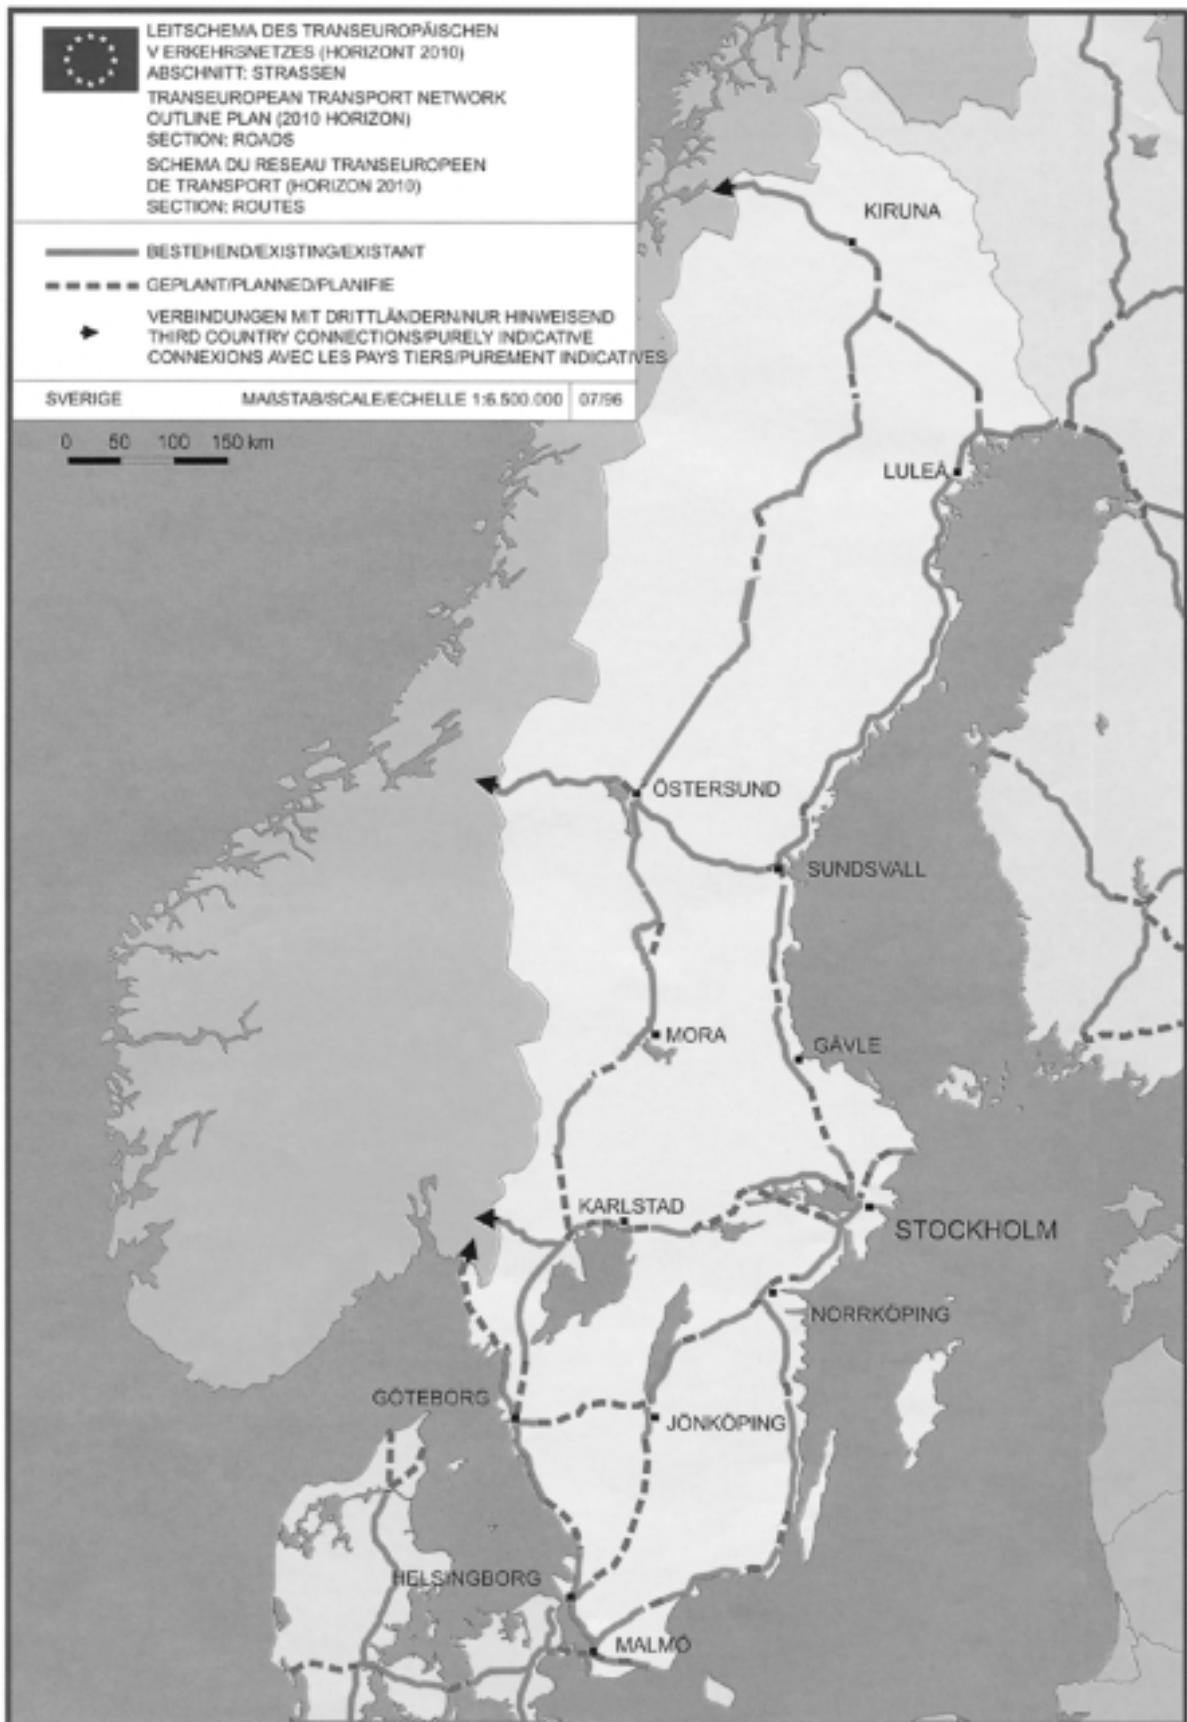 LEITSCHEMA DES TRANSEUROPÄISCHEN
V ERKEHRSNETZES (HORIZONT 2010)
ABSCHNITT: STRASSEN
TRANSEUROPEAN TRANSPORT NETWORK
OUTLINE PLAN (2010 HORIZON)
SECTION: ROADS
SCHEMA DU RESEAU TRANSEUROPEEN
DE TRANSPORT (HORIZON 2010)
SECTION: ROUTES
BESTEHEND/EXISTING/EXISTANT
GEPLANT/PLANNED/PLANIFIE
VERBINDUNGEN MIT DRITTLÄNDERN/NUR HINWEISEND
THIRD COUNTRY CONNECTIONS/PURELY INDICATIVE
CONNEXIONS AVEC LES PAYS TIERS/PUREMENT INDICATIVES
SVERIGE MAßSTAB/SCALE/ECHELLE 1:6.500.000 07/96
0 50 100 150 km
KIRUNA
LULEÅ
ÖSTERSUND
SUNDSVALL
MORA
GÄVLE
KARLSTAD
STOCKHOLM
NORRKÖPING
GÖTEBORG
JÖNKÖPING
HELSINGBORG
MALMÖ